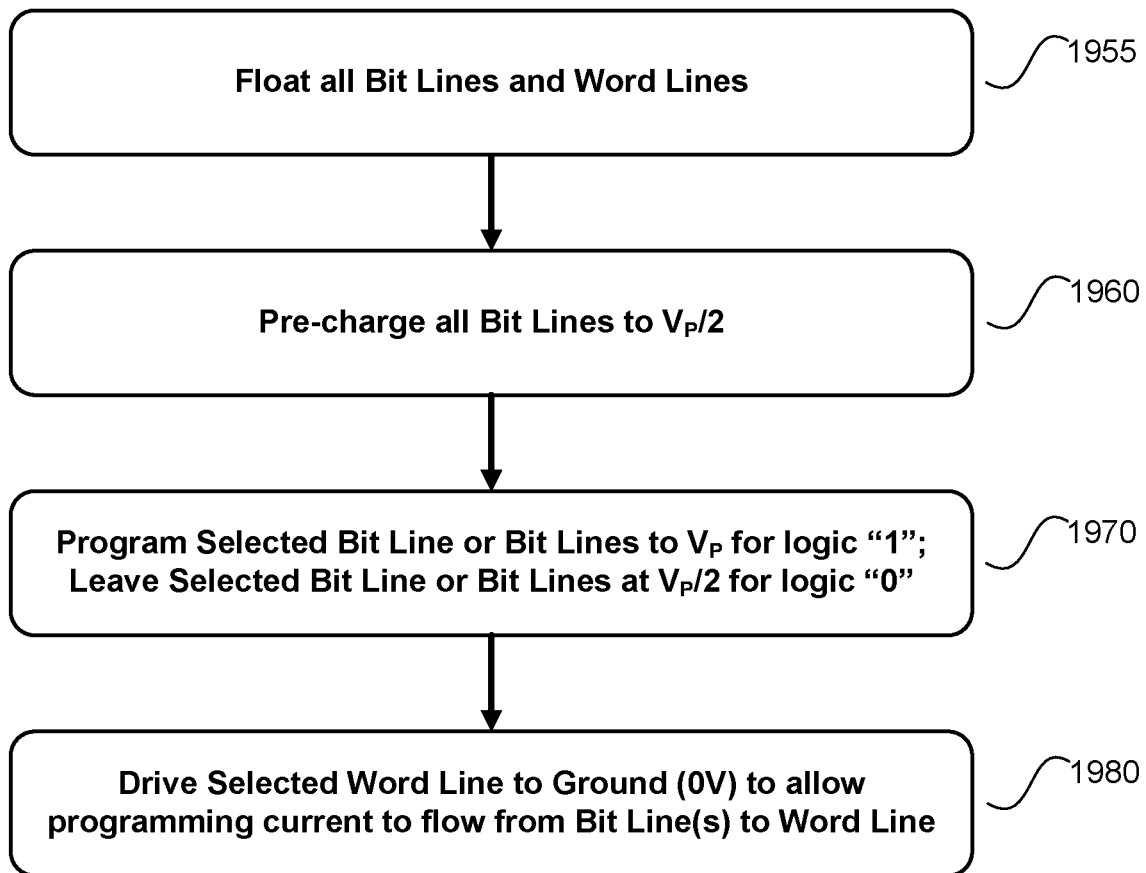 Float all Bit Lines and Word Lines
1955
Pre-charge all Bit Lines to VP/2
1960
Program Selected Bit Line or Bit Lines to VP for logic “1”;
Leave Selected Bit Line or Bit Lines at VP/2 for logic “0”
1970
Drive Selected Word Line to Ground (0V) to allow
programming current to flow from Bit Line(s) to Word Line
1980